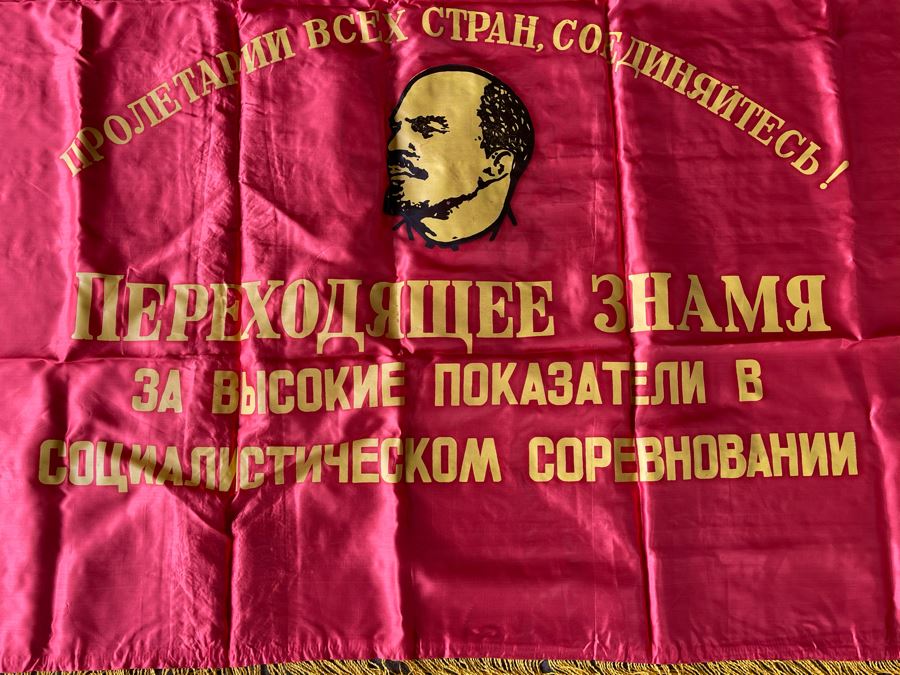 ПРОЛЕТАРИИ ВСЕХ СТРАН, СОЕДИНЯЙТЕСЬ!
ПЕРЕХОДЯЩЕЕ ЗНАМЯ
ЗА ВЫСОКИЕ ПОКАЗАТЕЛИ В
СОЦИАЛИСТИЧЕСКОМ СОРЕВНОВАНИИ